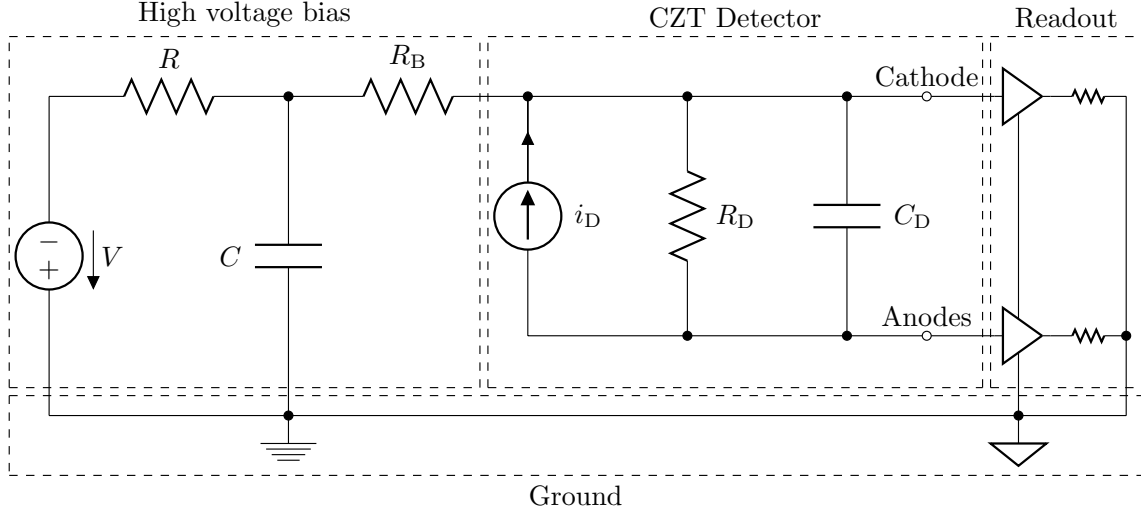 High voltage bias
CZT Detector
Readout
R
R_B
Cathode
− + V
C
i_D
R_D
C_D
Anodes
Ground